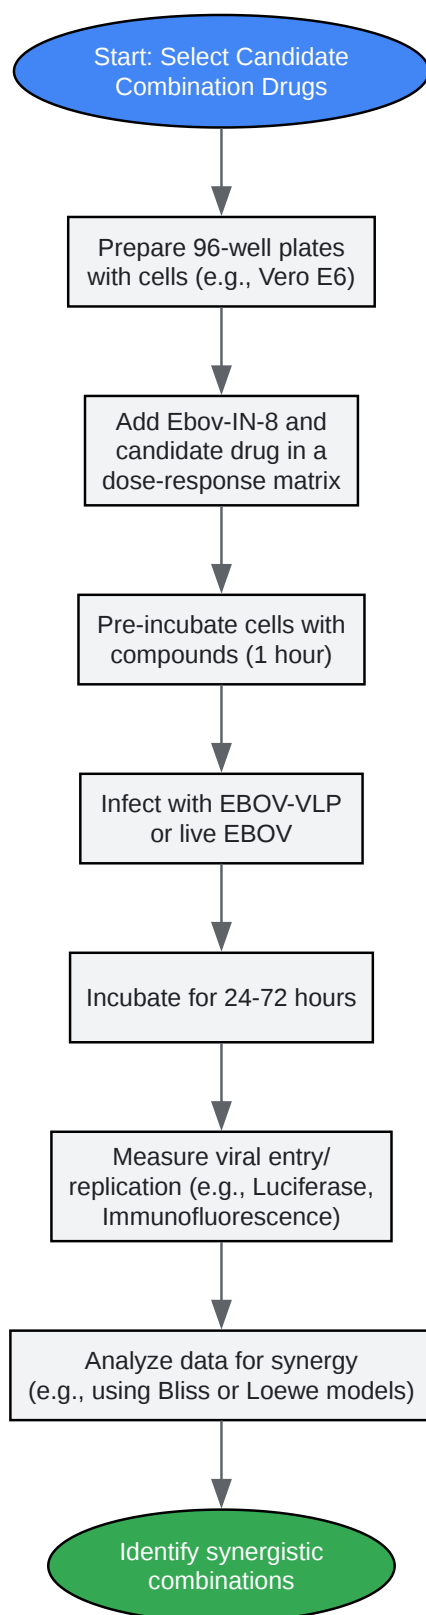 Start: Select Candidate
Combination Drugs
Prepare 96-well plates
with cells (e.g., Vero E6)
Add Ebov-IN-8 and
candidate drug in a
dose-response matrix
Pre-incubate cells with
compounds (1 hour)
Infect with EBOV-VLP
or live EBOV
Incubate for 24-72 hours
Measure viral entry/
replication (e.g., Luciferase,
Immunofluorescence)
Analyze data for synergy
(e.g., using Bliss or Loewe models)
Identify synergistic
combinations